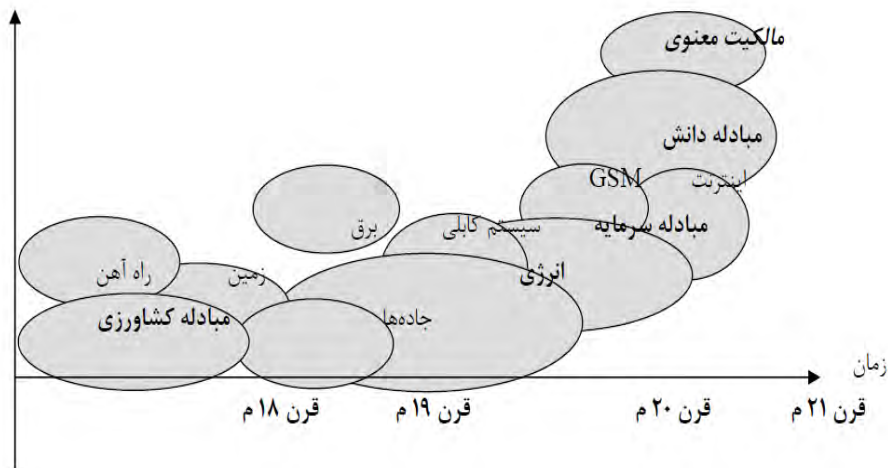 مالکیت معنوی
مبادله دانش
GSM
اینترنت
برق
سیستم کابلی
مبادله سرمایه
راه آهن
زمین
انرژی
مبادله کشاورزی
جاده‌ها
زمان
قرن ۱۸ م
قرن ۱۹ م
قرن ۲۰ م
قرن ۲۱ م